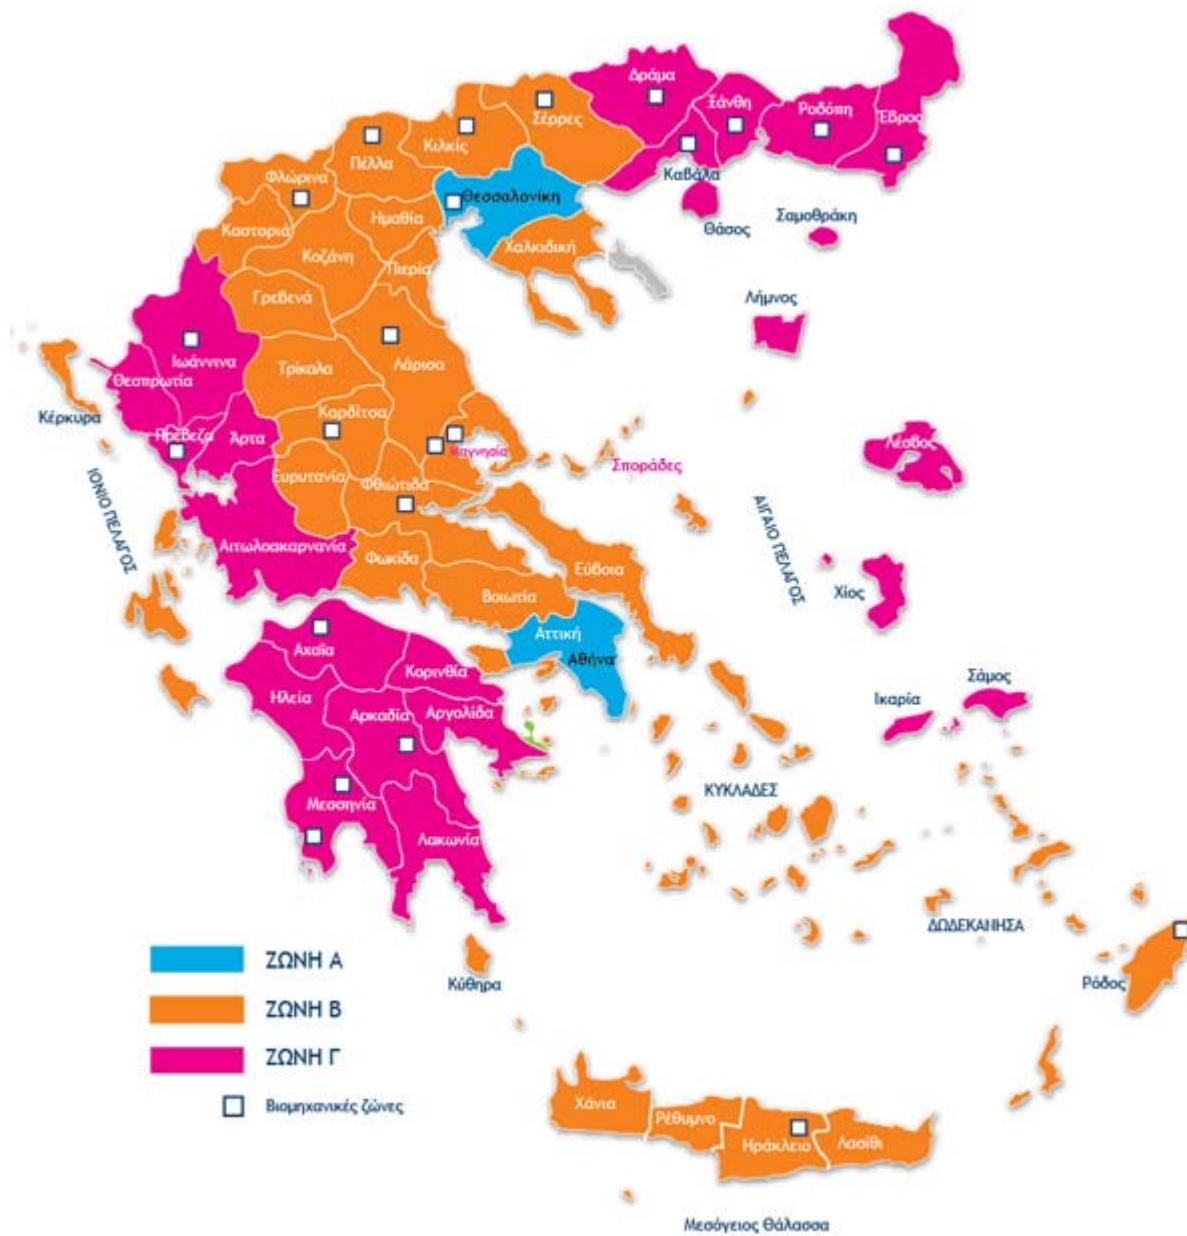 Δράμα
Ξάνθη
Ροδόπη
Έβρος
Σέρρες
Κιλκίς
Πέλλα
Καβάλα
Φλώρινα
Θεσσαλονίκη
Θάσος
Σαμοθράκη
Καστοριά
Ημαθία
Χαλκιδική
Κοζάνη
Πιερία
Γρεβενά
Λήμνος
Ιωάννινα
Λάρισα
Θεσπρωτία
Τρίκαλα
Κέρκυρα
Καρδίτσα
Πρέβεζα
Άρτα
Μαγνησία
Λέσβος
Σποράδες
Ευρυτανία
Φθιώτιδα
ΙΟΝΙΟ ΠΕΛΑΓΟΣ
ΑΙΓΑΙΟ ΠΕΛΑΓΟΣ
Αιτωλοακαρνανία
Φωκίδα
Εύβοια
Βοιωτία
Χίος
Αττική
Αθήνα
Αχαΐα
Κορινθία
Σάμος
Ηλεία
Ικαρία
Αρκαδία
Αργολίδα
ΚΥΚΛΑΔΕΣ
Μεσσηνία
Λακωνία
ΔΩΔΕΚΑΝΗΣΑ
ΖΩΝΗ Α
Κύθηρα
Ρόδος
ΖΩΝΗ Β
ΖΩΝΗ Γ
Βιομηχανικές ζώνες
Χάνια
Ρέθυμνο
Ηράκλειο
Λασίθι
Μεσόγειος Θάλασσα